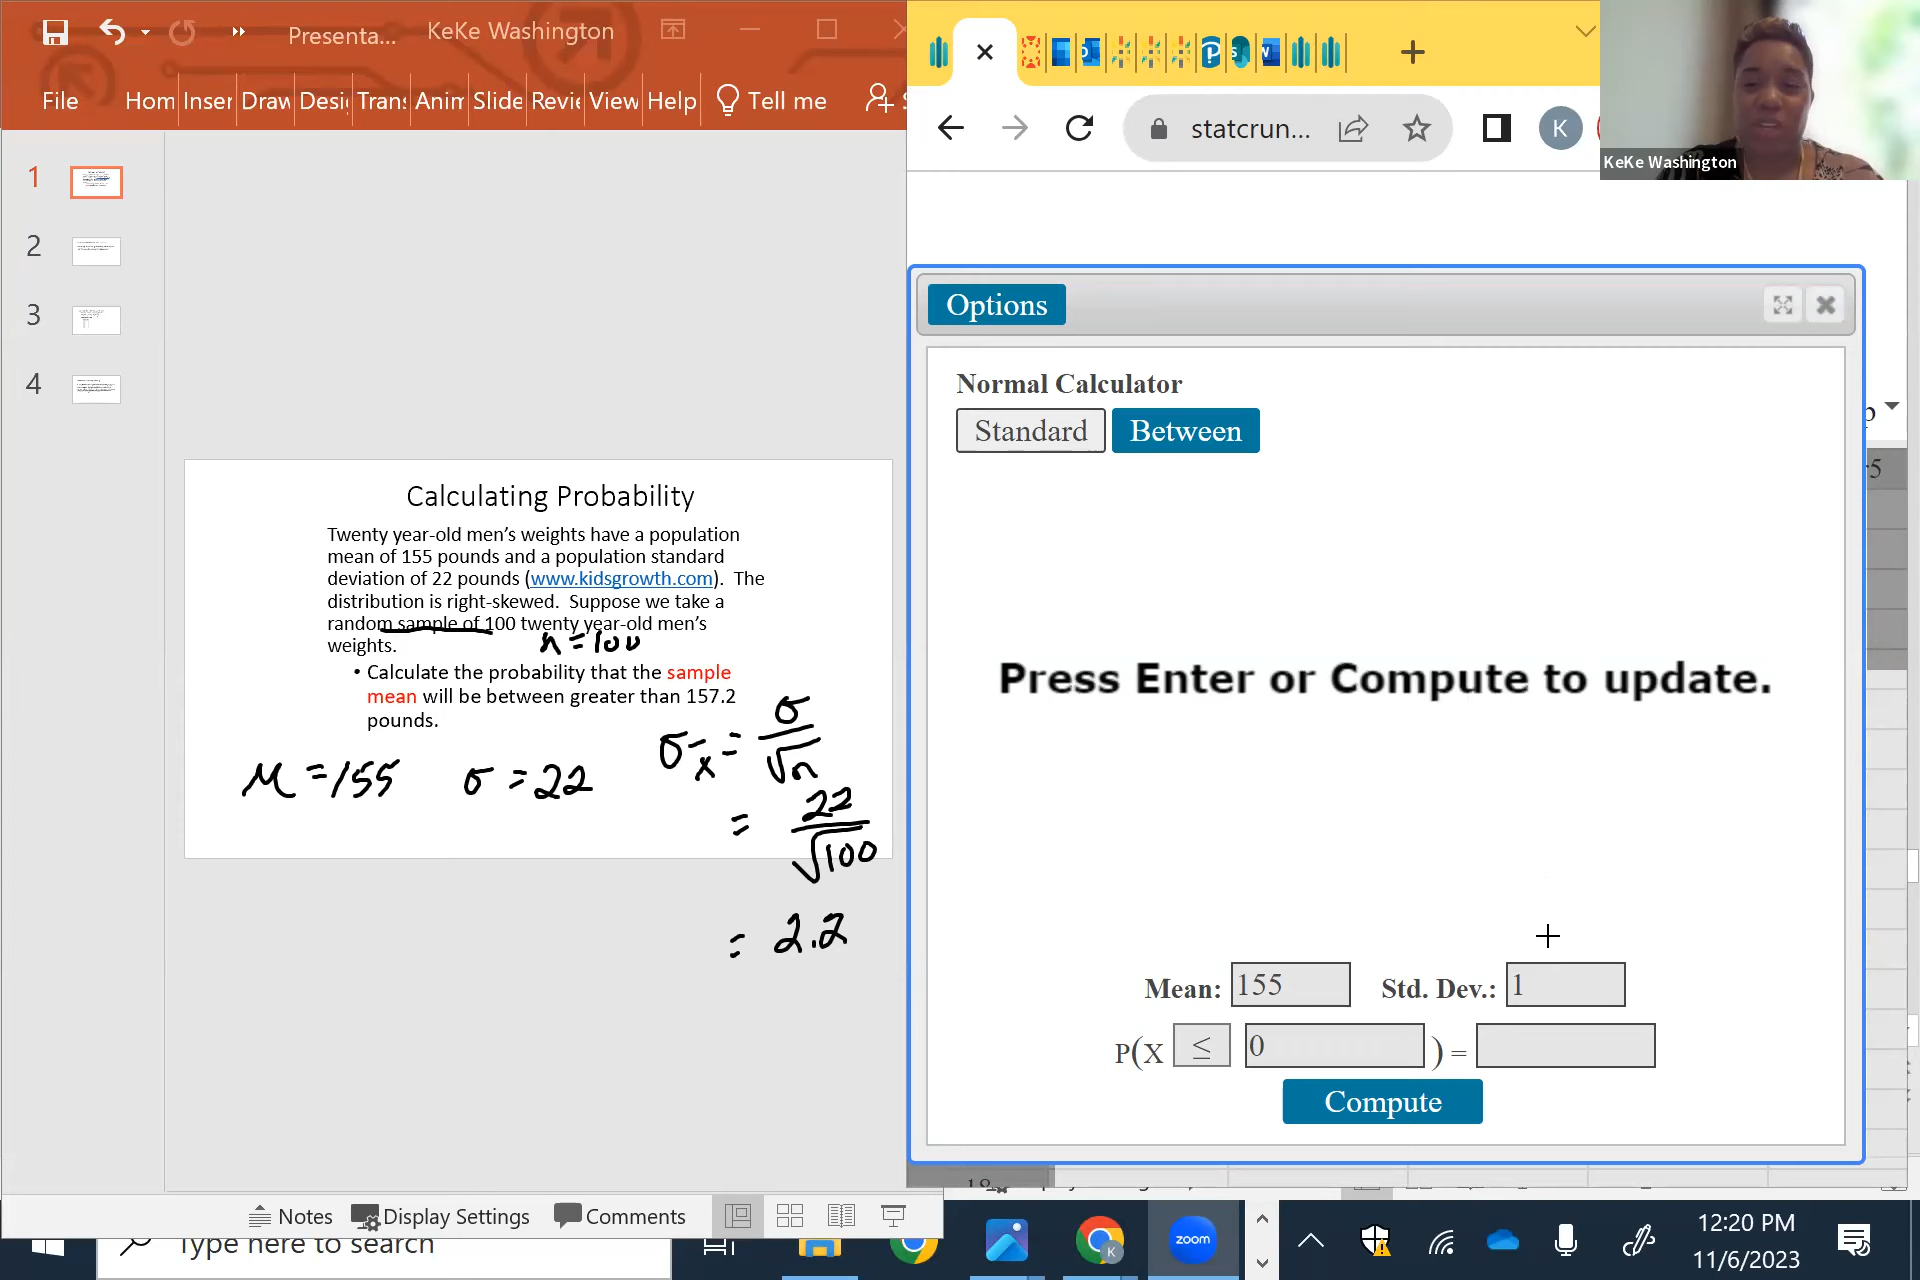 Presenta...
KeKe Washington
File
Hom
Inser
Draw
Desi
Trans
Anim
Slide
Revie
View
Help
Tell me
1
2
3
4
Calculating Probability
Twenty year-old men's weights have a population
mean of 155 pounds and a population standard
deviation of 22 pounds (www.kidsgrowth.com). The
distribution is right-skewed. Suppose we take a
random sample of 100 twenty year-old men's
weights.
n = 100
• Calculate the probability that the sample
mean will be between greater than 157.2
pounds.
μ = 155
σ = 22
σx̄ = σ/√n
= 22/√100
= 2.2
Notes
Display Settings
Comments
statcrun...
K
KeKe Washington
Options
Normal Calculator
Standard
Between
Press Enter or Compute to update.
Mean: 155 Std. Dev.: 1
P(X ≤ 0 ) =
Compute
Type here to search
K
zoom
12:20 PM
11/6/2023